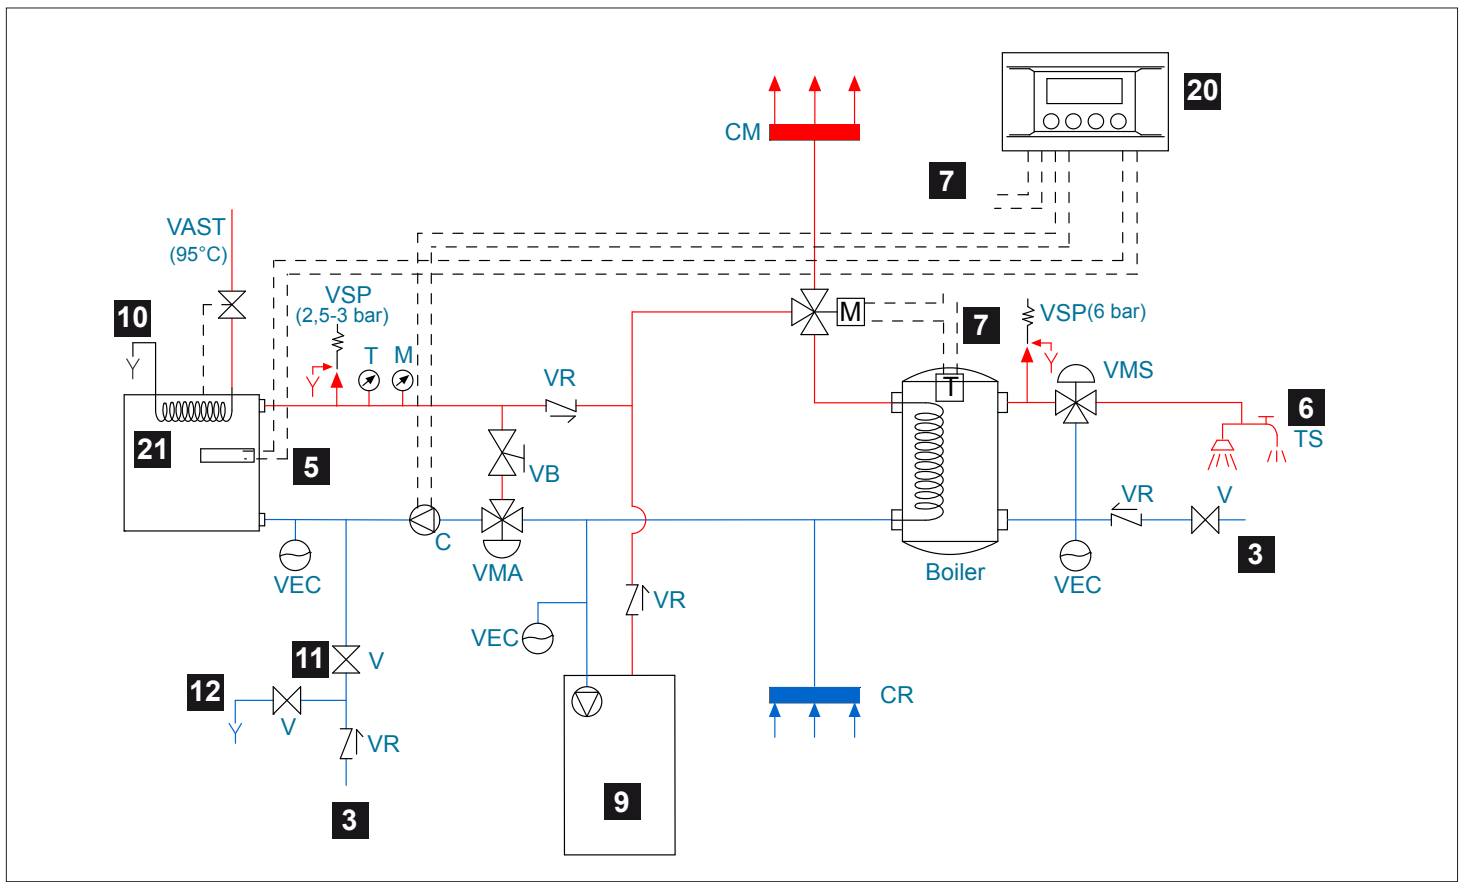 20
CM
7
VAST
(95°C)
10
VSP
(2,5-3 bar)
T
M
M
7
VSP (6 bar)
VMS
VR
T
6
TS
21
5
VB
VR
V
C
VMA
VEC
Boiler
VEC
3
VR
VEC
11
V
12
V
CR
VR
9
3